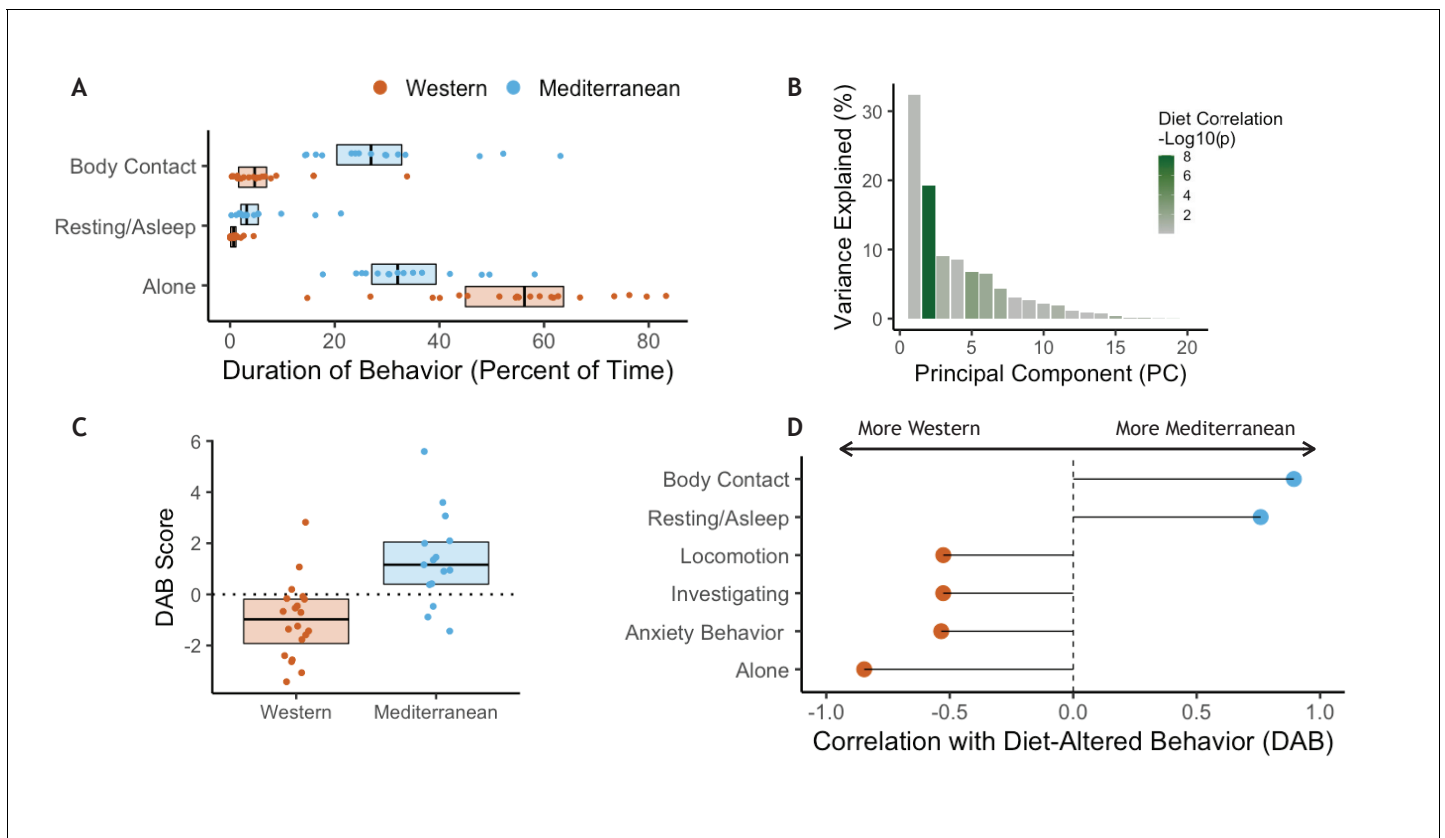 A
Western
Mediterranean
Body Contact
Resting/Asleep
Alone
0
20
40
60
80
Duration of Behavior (Percent of Time)
B
Variance Explained (%)
30
20
10
0
Diet Correlation
-Log10(p)
8
6
4
2
0
5
10
15
20
Principal Component (PC)
C
DAB Score
6
4
2
0
-2
Western
Mediterranean
D
More Western
More Mediterranean
Body Contact
Resting/Asleep
Locomotion
Investigating
Anxiety Behavior
Alone
-1.0
-0.5
0.0
0.5
1.0
Correlation with Diet-Altered Behavior (DAB)